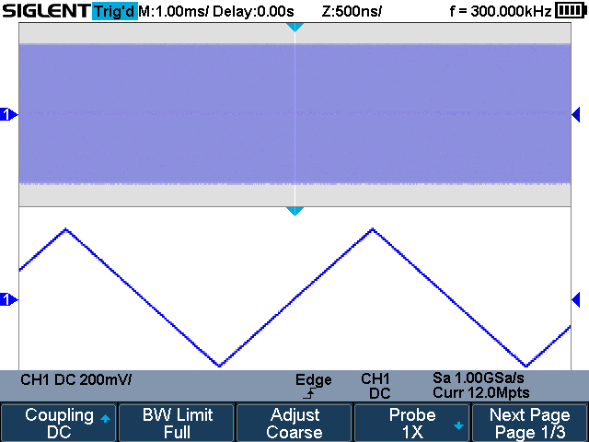 SIGLENT Trig'd M:1.00ms/ Delay:0.00s Z:500ns/ f = 300.000kHz
1
1
CH1 DC 200mV/ Edge CH1 Sa 1.00GSa/s
DC Curr 12.0Mpts
Coupling BW Limit Adjust Probe Next Page
DC Full Coarse 1X Page 1/3